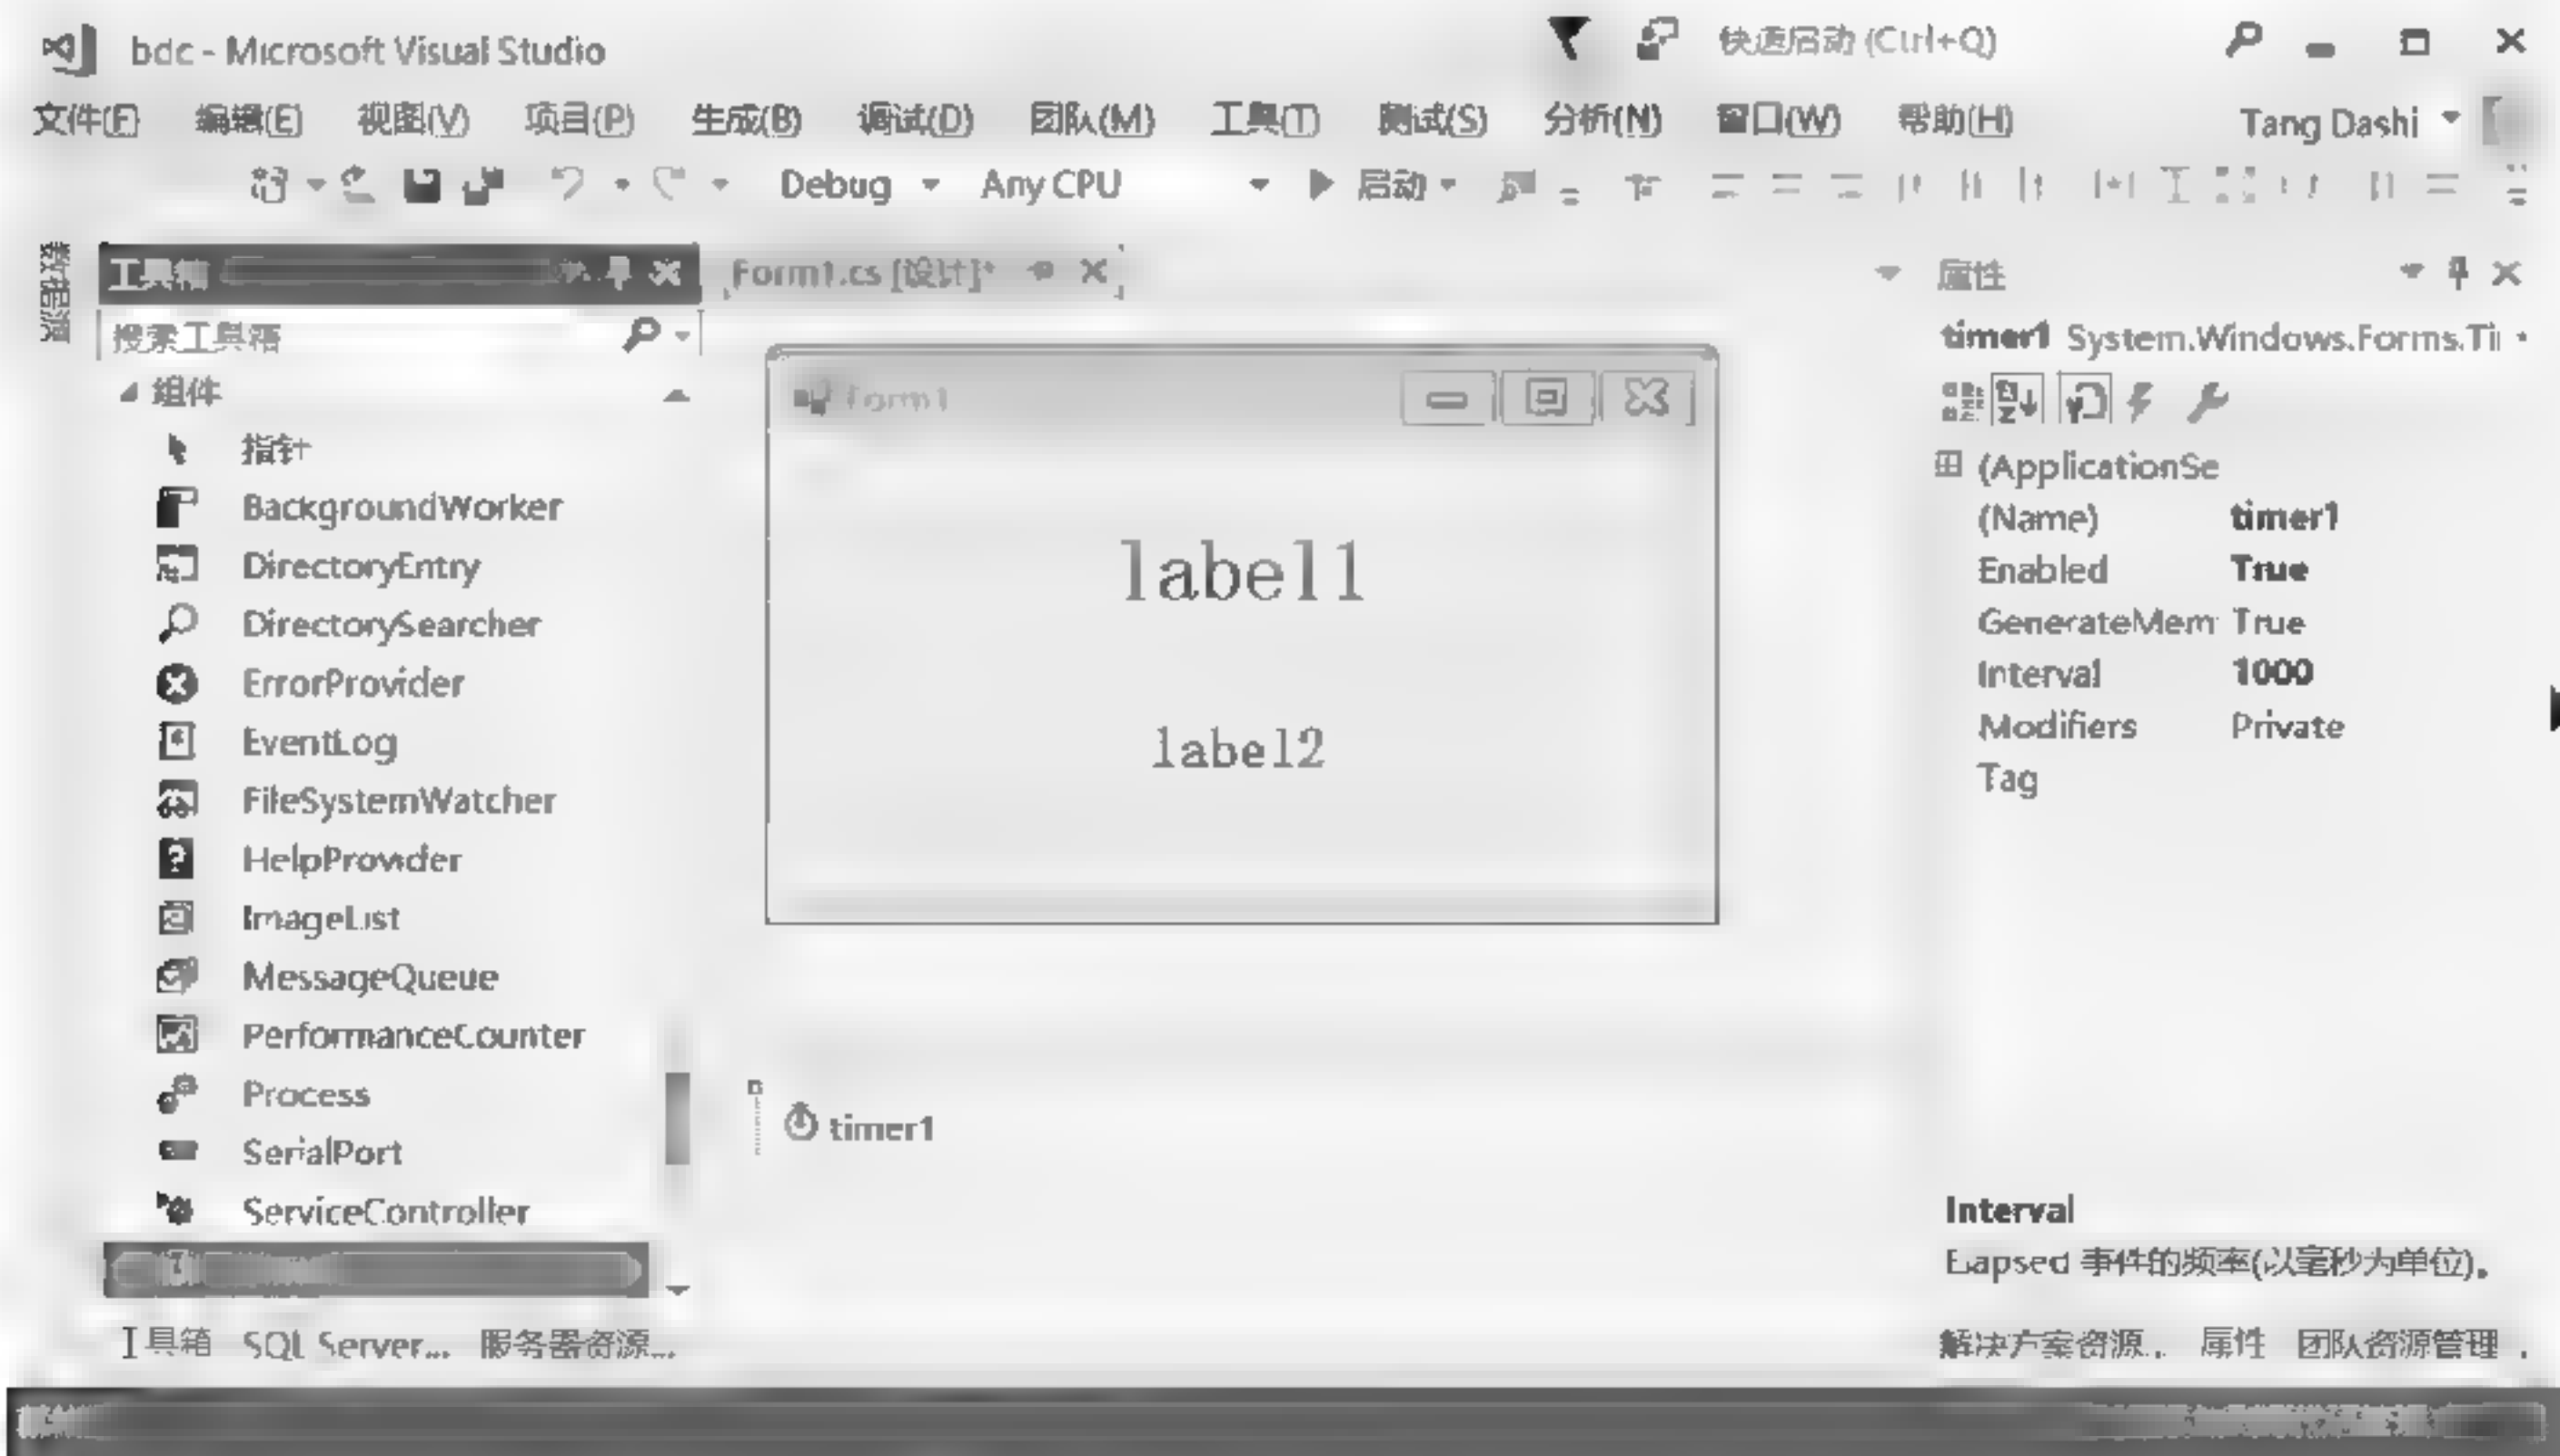 bdc - Microsoft Visual Studio
快速启动 (Ctrl+Q)
文件(F) 编辑(E) 视图(V) 项目(P) 生成(B) 调试(D) 团队(M) 工具(T) 测试(S) 分析(N) 窗口(W) 帮助(H) Tang Dashi
Debug Any CPU 启动
数据源
工具箱
搜索工具箱
组件
指针
BackgroundWorker
DirectoryEntry
DirectorySearcher
ErrorProvider
EventLog
FileSystemWatcher
HelpProvider
ImageList
MessageQueue
PerformanceCounter
Process
SerialPort
ServiceController
工具箱 SQL Server... 服务器资源...
Form1.cs [设计]*
Form1
label1
label2
timer1
属性
timer1 System.Windows.Forms.Ti
(ApplicationSe
(Name) timer1
Enabled True
GenerateMem True
Interval 1000
Modifiers Private
Tag
Interval
Elapsed 事件的频率(以毫秒为单位)。
解决方案资源... 属性 团队资源管理...